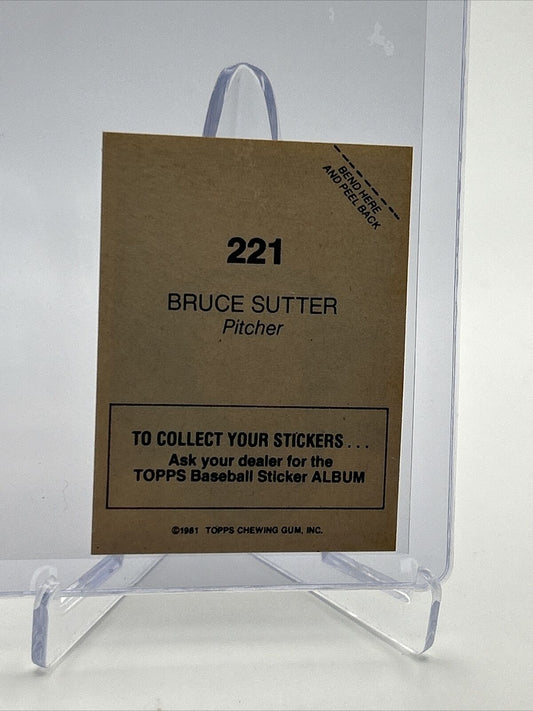 BEND HERE
AND PEEL BACK
221
BRUCE SUTTER
Pitcher
TO COLLECT YOUR STICKERS...
Ask your dealer for the
TOPPS Baseball Sticker ALBUM
©1981 TOPPS CHEWING GUM, INC.